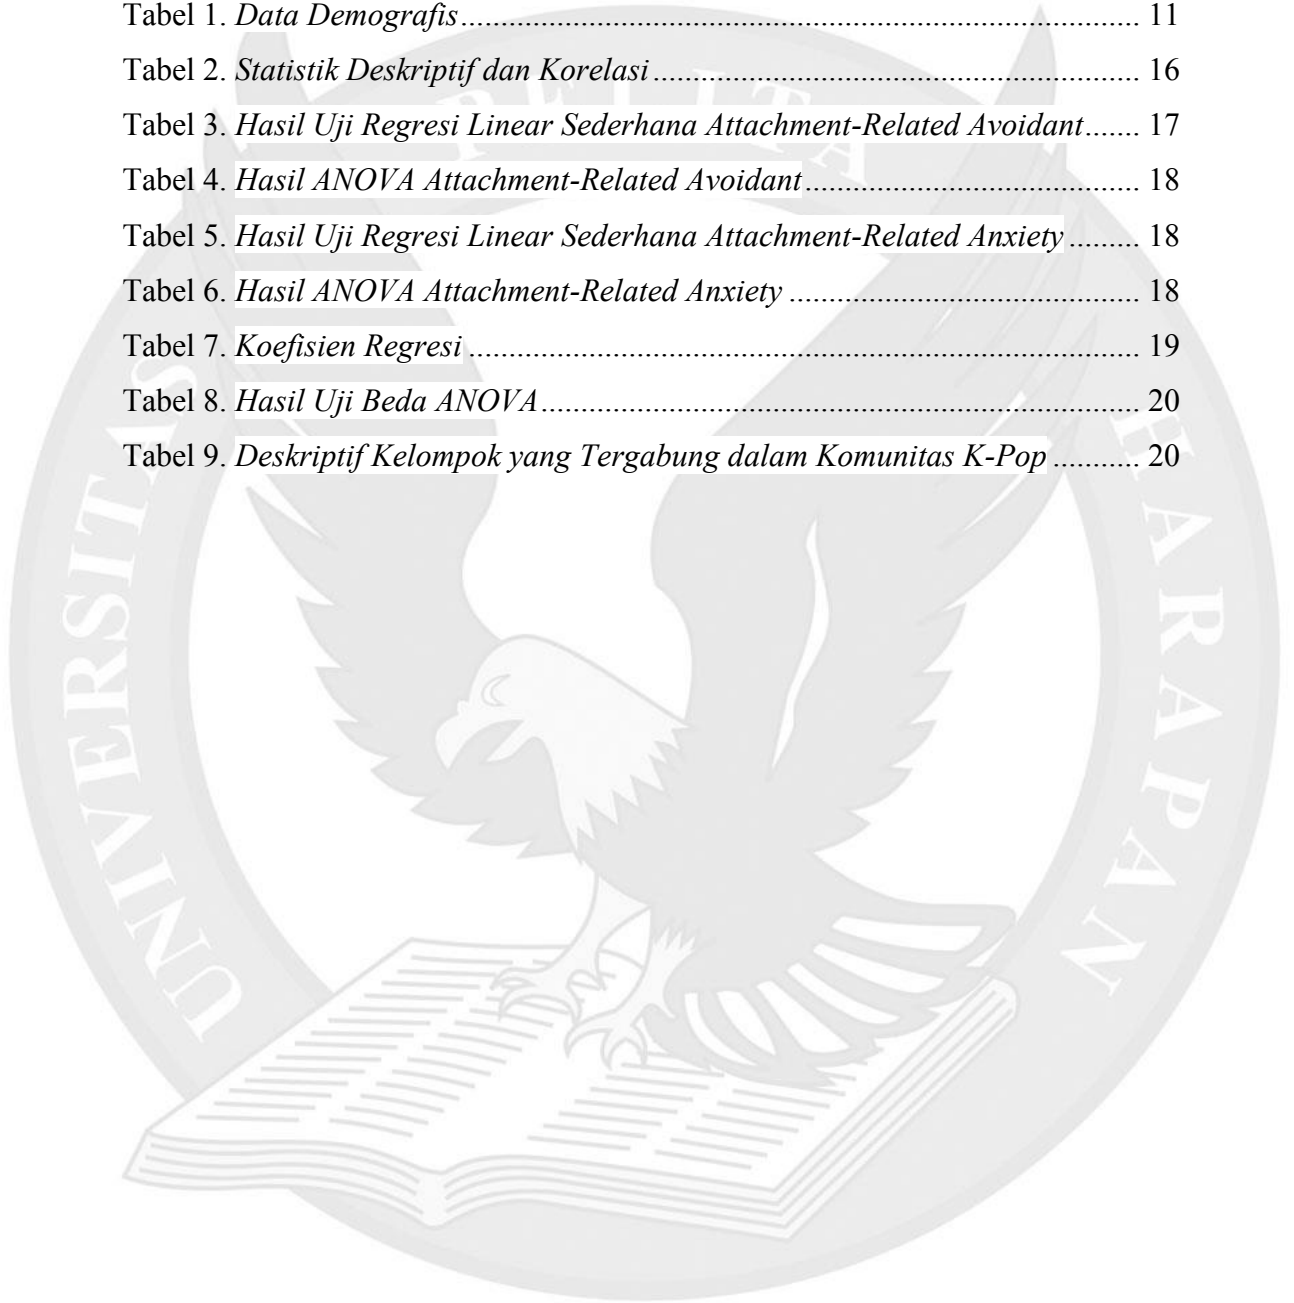 Tabel 1. Data Demografis....................................................................................... 11
Tabel 2. Statistik Deskriptif dan Korelasi.............................................................. 16
Tabel 3. Hasil Uji Regresi Linear Sederhana Attachment-Related Avoidant....... 17
Tabel 4. Hasil ANOVA Attachment-Related Avoidant........................................... 18
Tabel 5. Hasil Uji Regresi Linear Sederhana Attachment-Related Anxiety......... 18
Tabel 6. Hasil ANOVA Attachment-Related Anxiety............................................. 18
Tabel 7. Koefisien Regresi...................................................................................... 19
Tabel 8. Hasil Uji Beda ANOVA............................................................................. 20
Tabel 9. Deskriptif Kelompok yang Tergabung dalam Komunitas K-Pop........... 20
UNIVERSITAS PELITA HARAPAN